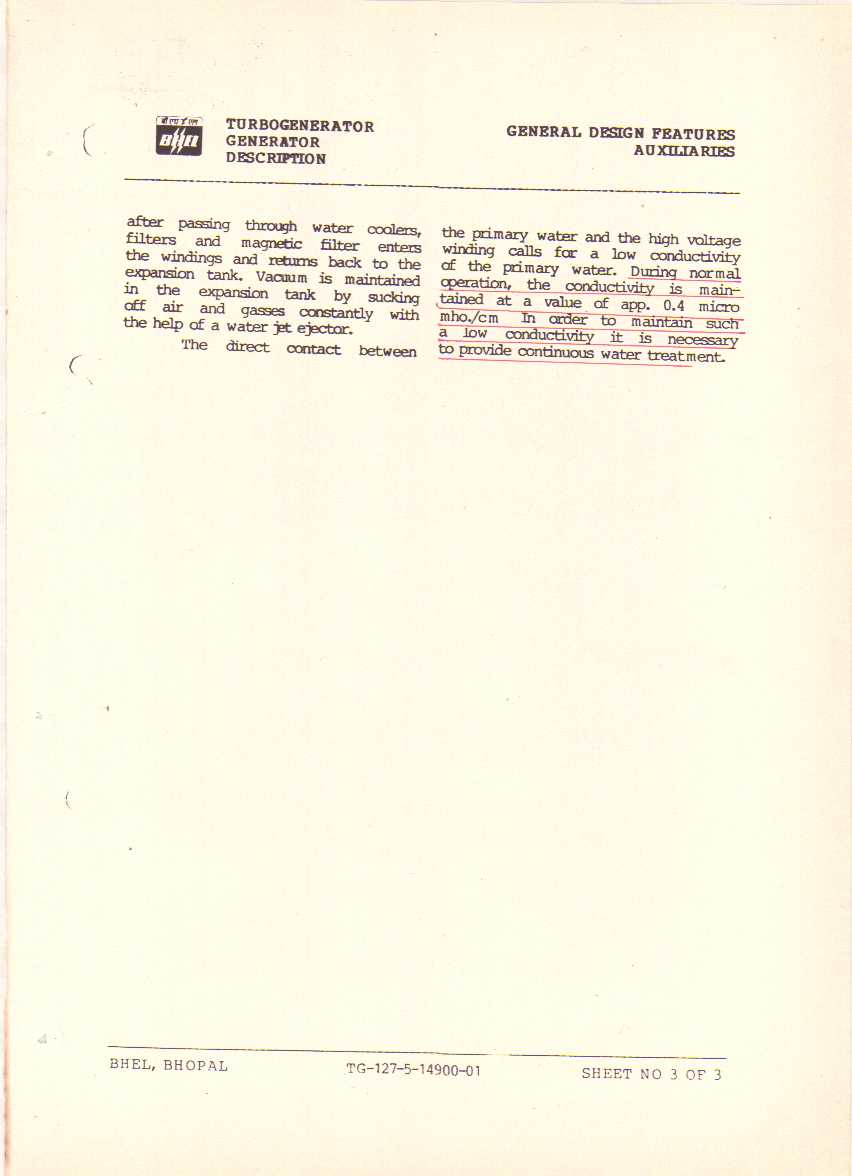 बी एच ई एल
BHEL
TURBOGENERATOR
GENERATOR
DESCRIPTION
GENERAL DESIGN FEATURES
AUXILIARIES
after passing through water coolers,
filters and magnetic filter enters
the windings and returns back to the
expansion tank. Vacuum is maintained
in the expansion tank by sucking
off air and gasses constantly with
the help of a water jet ejector.
The direct contact between
the primary water and the high voltage
winding calls for a low conductivity
of the primary water. During normal
operation, the conductivity is main-
tained at a value of app. 0.4 micro
mho./cm In order to maintain such
a low conductivity it is necessary
to provide continuous water treatment.
BHEL, BHOPAL
TG-127-5-14900-01
SHEET NO 3 OF 3